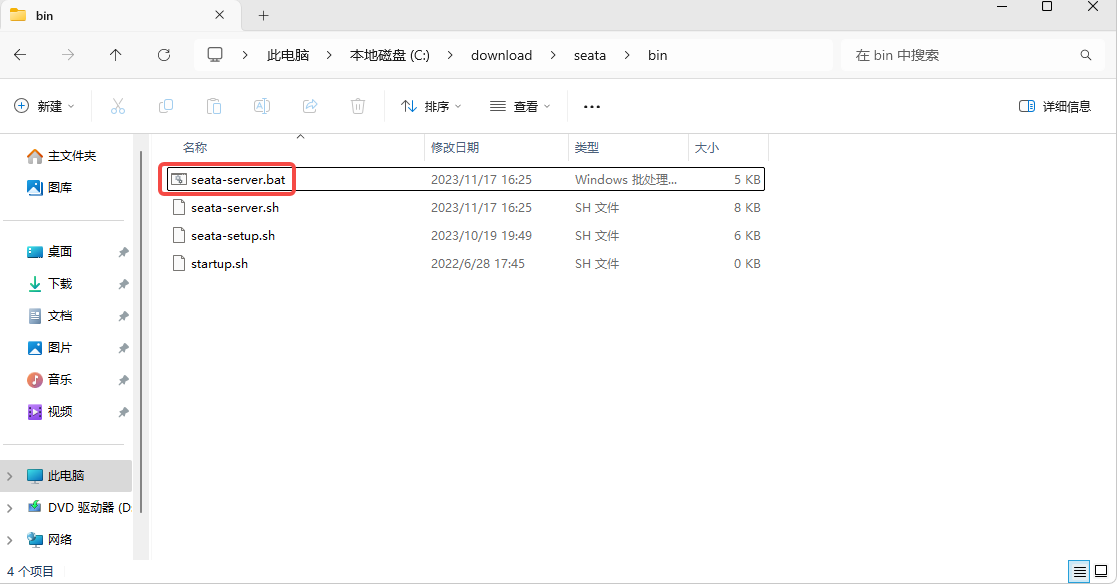 bin
此电脑 本地磁盘 (C:) download seata bin 在 bin 中搜索
新建 排序 查看 详细信息
名称 修改日期 类型 大小
主文件夹
图库
桌面
下载
文档
图片
音乐
视频
此电脑
DVD 驱动器 (D
网络
seata-server.bat 2023/11/17 16:25 Windows 批处理... 5 KB
seata-server.sh 2023/11/17 16:25 SH 文件 8 KB
seata-setup.sh 2023/10/19 19:49 SH 文件 6 KB
startup.sh 2022/6/28 17:45 SH 文件 0 KB
4 个项目